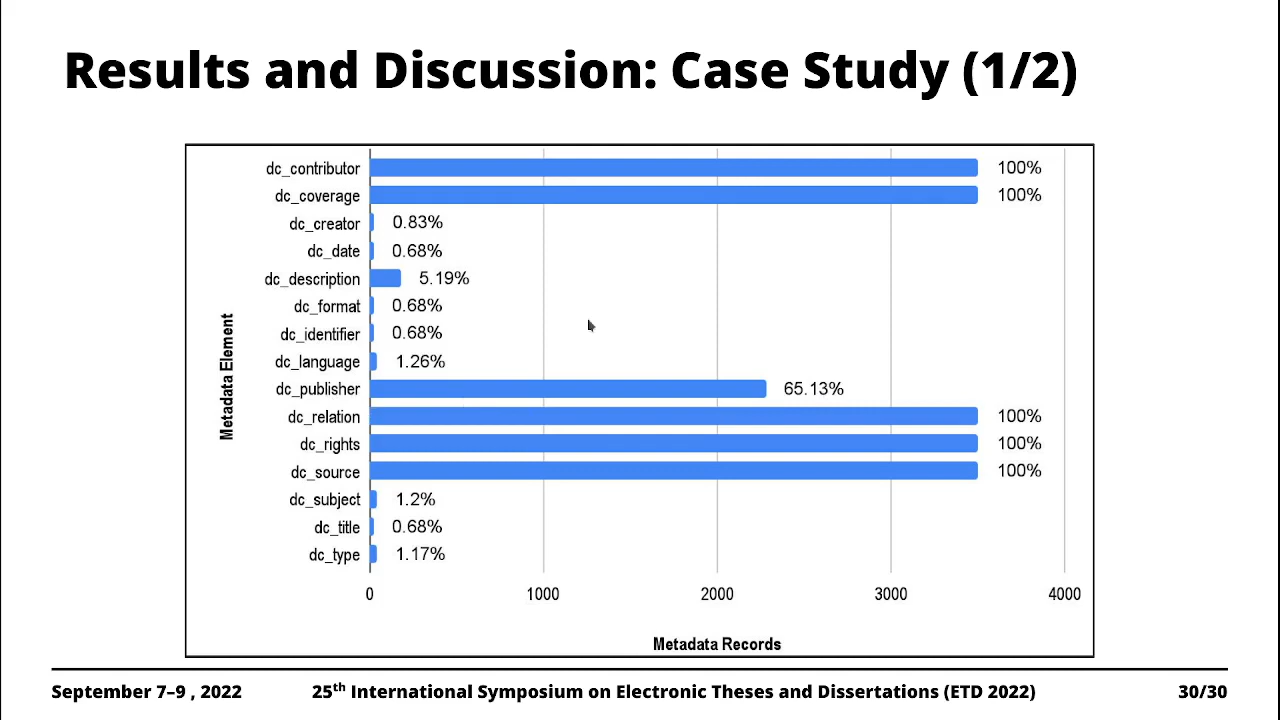 Results and Discussion: Case Study (1/2)
dc_contributor 100%
dc_coverage 100%
dc_creator 0.83%
dc_date 0.68%
dc_description 5.19%
dc_format 0.68%
dc_identifier 0.68%
dc_language 1.26%
dc_publisher 65.13%
dc_relation 100%
dc_rights 100%
dc_source 100%
dc_subject 1.2%
dc_title 0.68%
dc_type 1.17%
Metadata Element
0 1000 2000 3000 4000
Metadata Records
September 7–9 , 2022 25th International Symposium on Electronic Theses and Dissertations (ETD 2022) 30/30